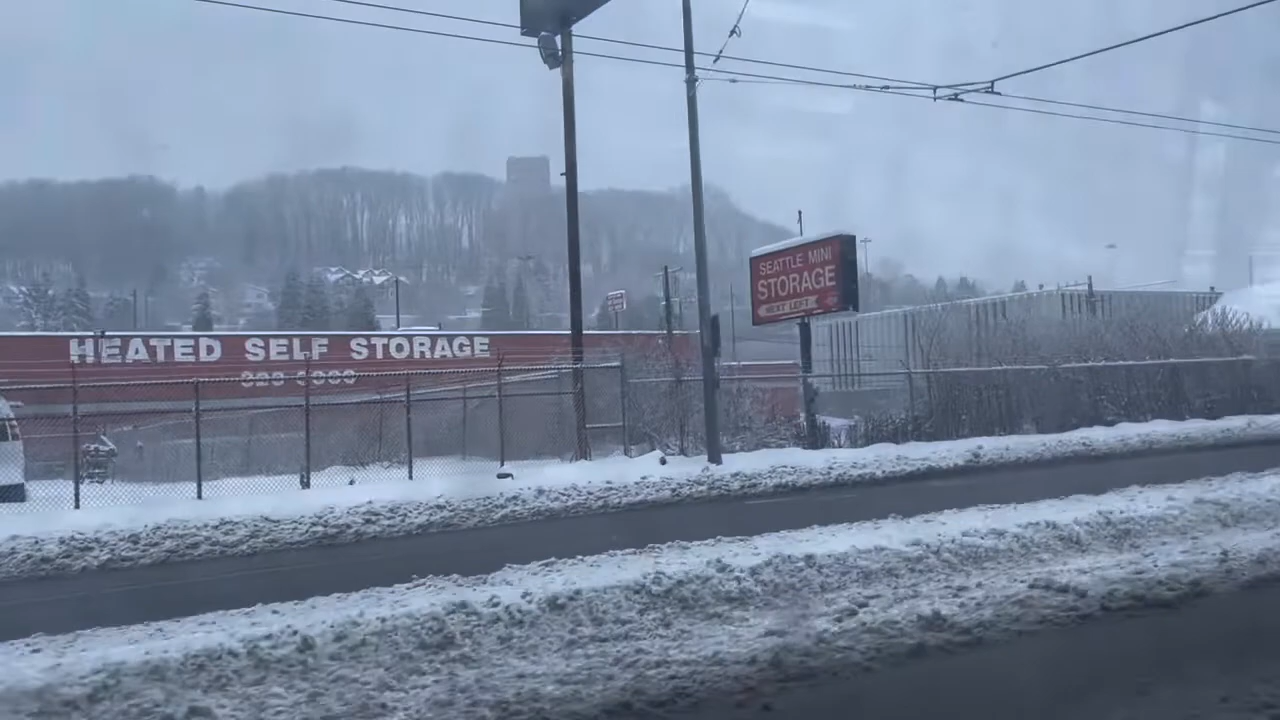 HEATED SELF STORAGE
SEATTLE MINI
STORAGE
NEXT LEFT